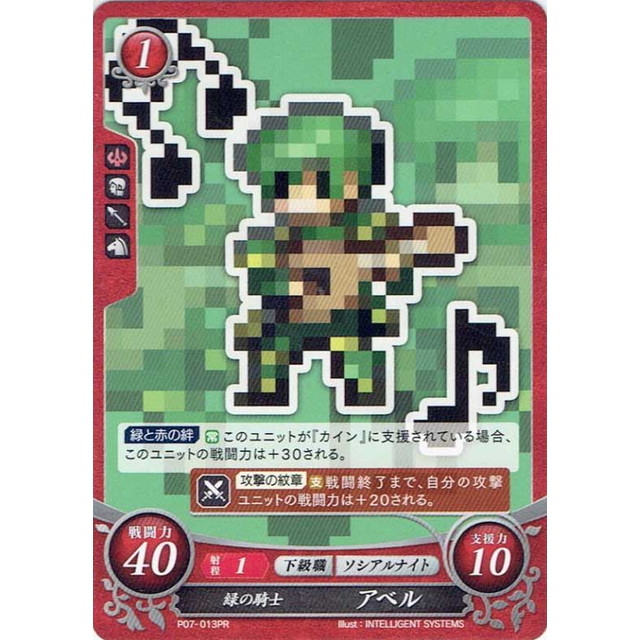 1
緑と赤の絆 常 このユニットが『カイン』に支援されている場合、
このユニットの戦闘力は+30される。
攻撃の紋章 支 戦闘終了まで、自分の攻撃
ユニットの戦闘力は+20される。
戦闘力
40
射程 1
下級職
ソシアルナイト
支援力
10
緑の騎士 アベル
P07-013PR
Illust : INTELLIGENT SYSTEMS